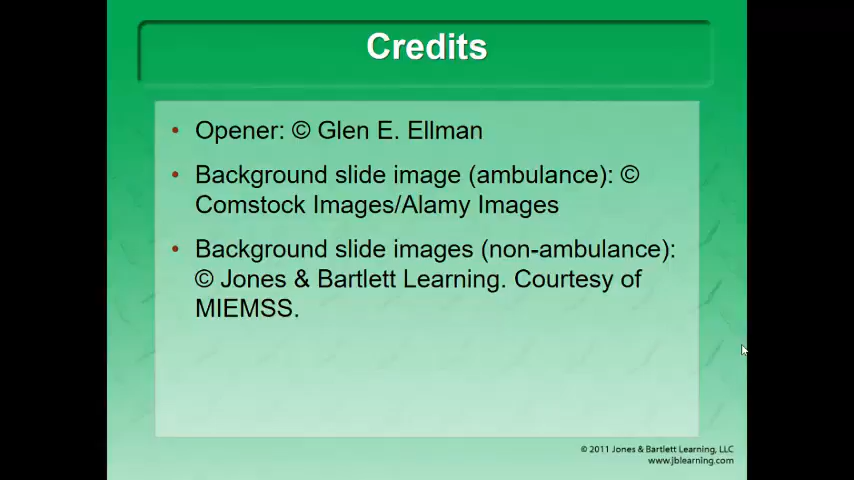 Credits
• Opener: © Glen E. Ellman
• Background slide image (ambulance): ©
Comstock Images/Alamy Images
• Background slide images (non-ambulance):
© Jones & Bartlett Learning. Courtesy of
MIEMSS.
© 2011 Jones & Bartlett Learning, LLC
www.jblearning.com